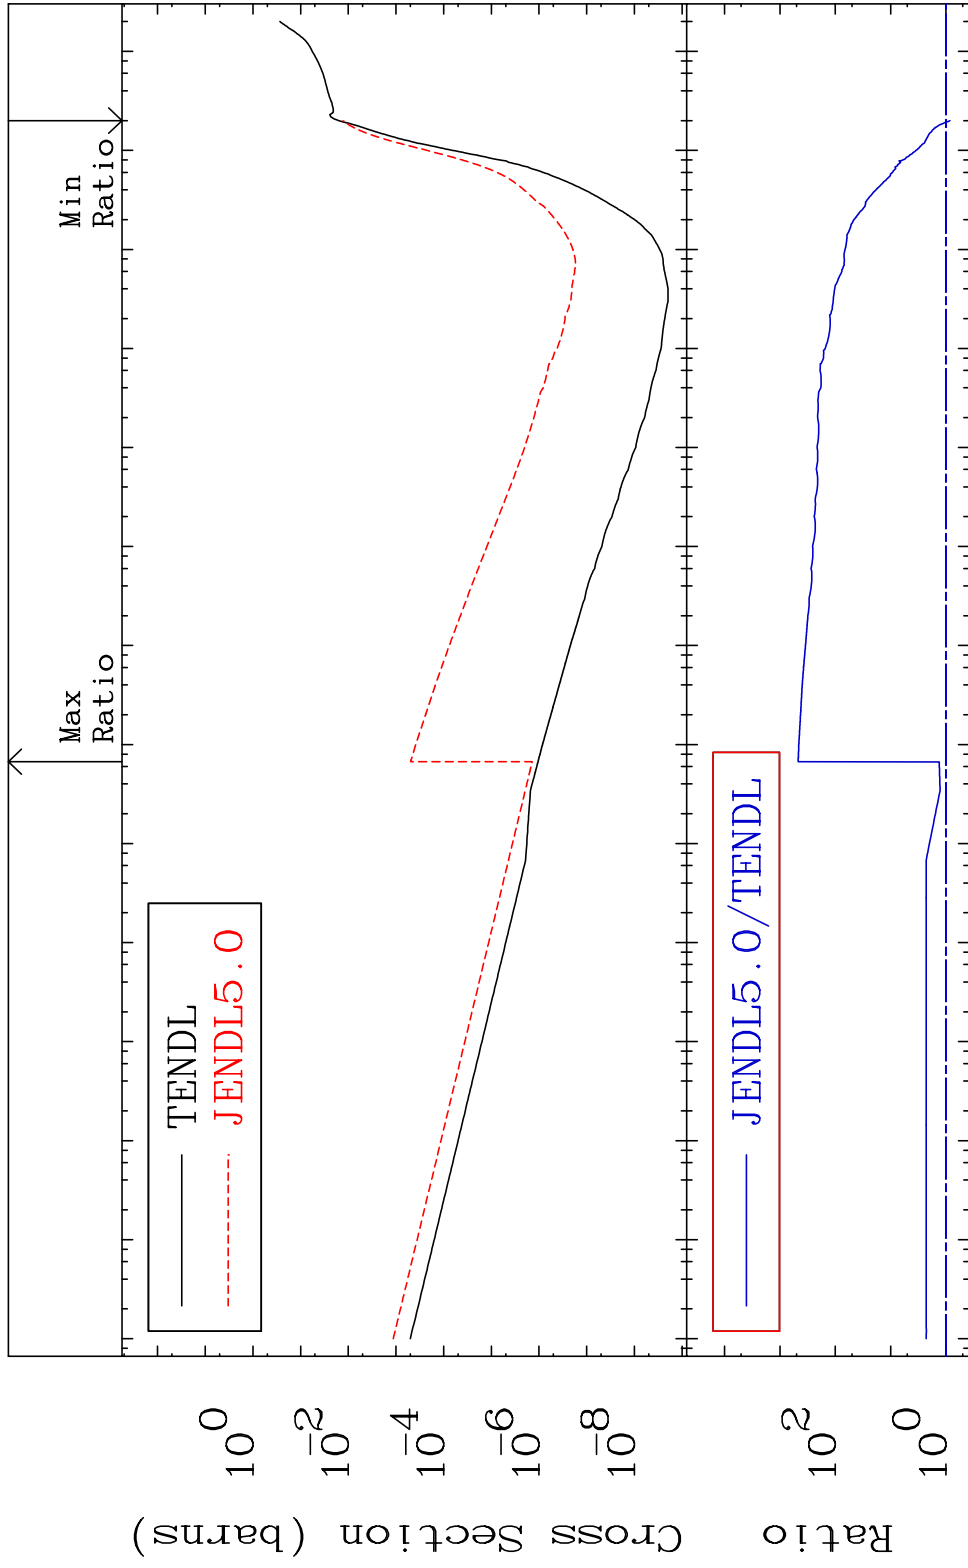 Max
Ratio
Min
Ratio
TENDL
JENDL5.0
10 0
10 -2
10 -4
10 -6
10 -8
Cross Section (barns)
JENDL5.0/TENDL
10 2
10 0
Ratio